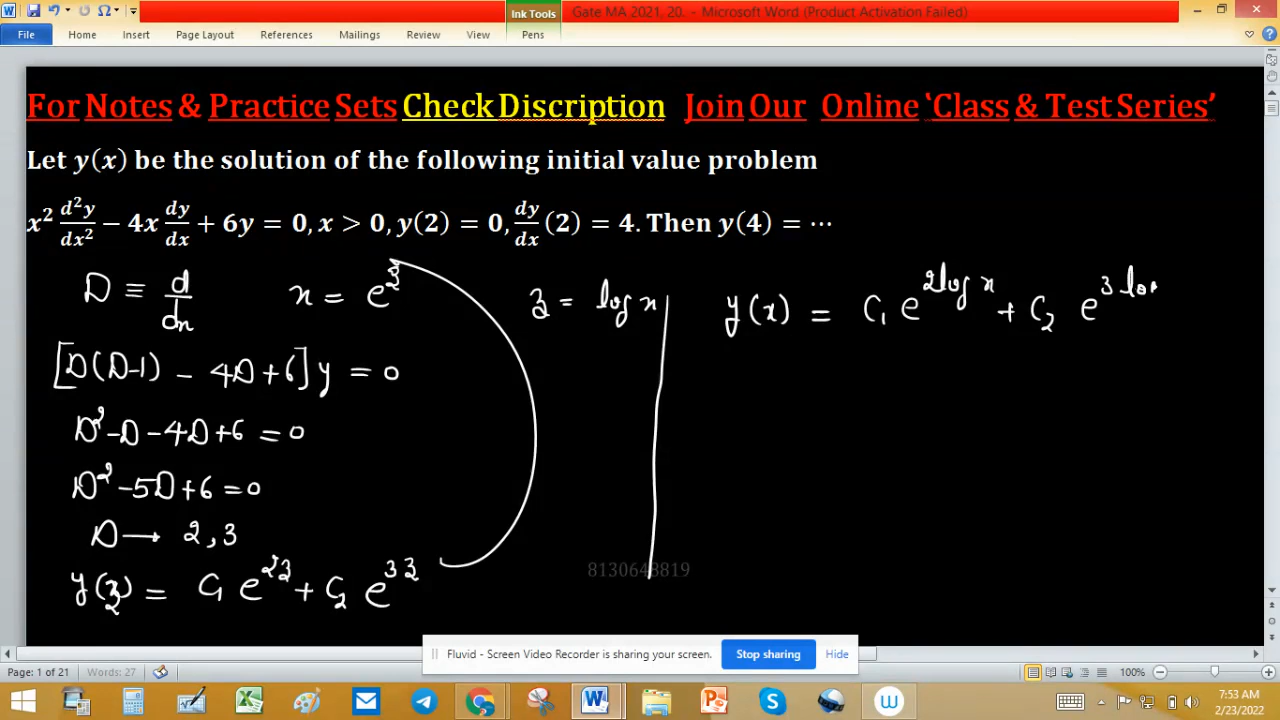 Ink Tools
Gate MA 2021, 20.. - Microsoft Word (Product Activation Failed)
File Home Insert Page Layout References Mailings Review View Pens
For Notes & Practice Sets Check Discription Join Our Online ‘Class & Test Series’
Let y(x) be the solution of the following initial value problem
x² d²y/dx² − 4x dy/dx + 6y = 0, x > 0, y(2) = 0, dy/dx (2) = 4. Then y(4) = ⋯
D ≡ d/dx x = e^z z = log x y(x) = C₁ e^(2 log x) + C₂ e^(3 log
[D(D-1) - 4D+6] y = 0
D² -D -4D+6 = 0
D² -5D+6 = 0
D → 2, 3
y(z) = C₁ e^(2z) + C₂ e^(3z)
8130648819
Fluvid - Screen Video Recorder is sharing your screen. Stop sharing Hide
Page: 1 of 21 Words: 27 100%
7:53 AM
2/23/2022